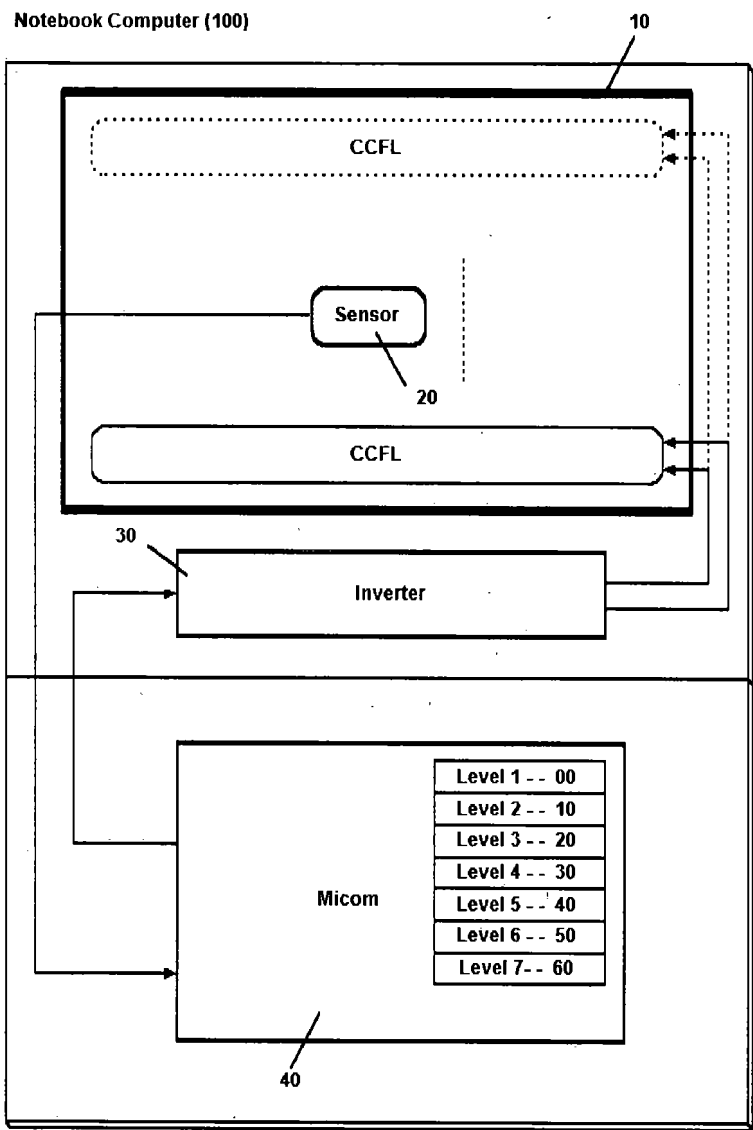 Notebook Computer (100)
10
CCFL
Sensor
20
CCFL
30
Inverter
Level 1 - - 00
Level 2 - - 10
Level 3 - - 20
Level 4 - - 30
Micom
Level 5 - - 40
Level 6 - - 50
Level 7- - 60
40